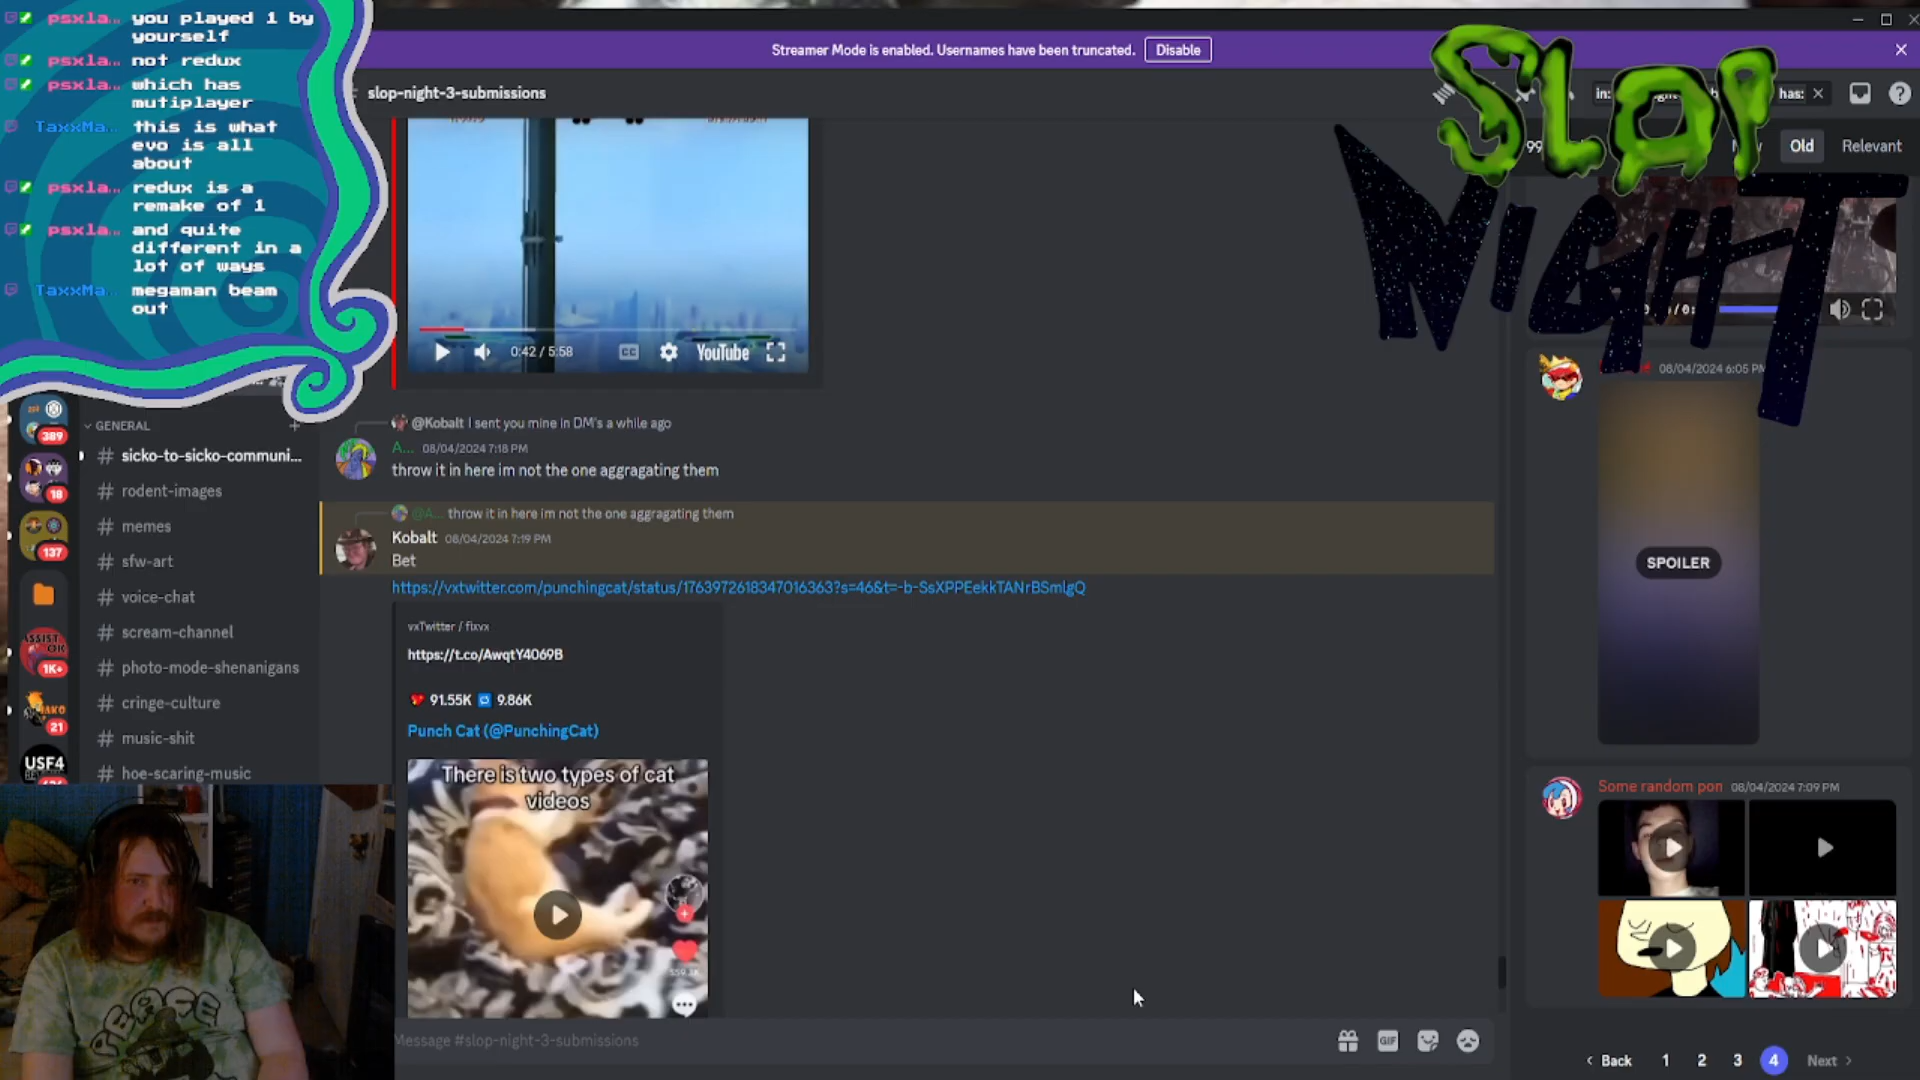 psxla... you played 1 by
yourself
psxla... not redux
psxla... which has
mutiplayer
TaxxMa... this is what
evo is all
about
psxla... redux is a
remake of 1
psxla... and quite
different in a
lot of ways
TaxxMa... megaman beam
out
Streamer Mode is enabled. Usernames have been truncated.
Disable
slop-night-3-submissions
in:
has:
SLOP
NIGHT
99
Old
Relevant
0:42 / 5:58
CC
YouTube
@Kobalt I sent you mine in DM's a while ago
A... 08/04/2024 7:18 PM
throw it in here im not the one aggragating them
@A... throw it in here im not the one aggragating them
Kobalt 08/04/2024 7:19 PM
Bet
https://vxtwitter.com/punchingcat/status/1763972618347016363?s=46&t=-b-SsXPPEekkTANrBSmlgQ
vxTwitter / fixvx
https://t.co/AwqtY4069B
91.55K 9.86K
Punch Cat (@PunchingCat)
There is two types of cat
videos
Message #slop-night-3-submissions
GIF
389
18
137
ASSIST
OK
1K+
21
USF4
GENERAL
sicko-to-sicko-communi...
rodent-images
memes
sfw-art
voice-chat
scream-channel
photo-mode-shenanigans
cringe-culture
music-shit
hoe-scaring-music
08/04/2024 6:05 PM
SPOILER
Some random pon 08/04/2024 7:09 PM
Back
1
2
3
4
Next